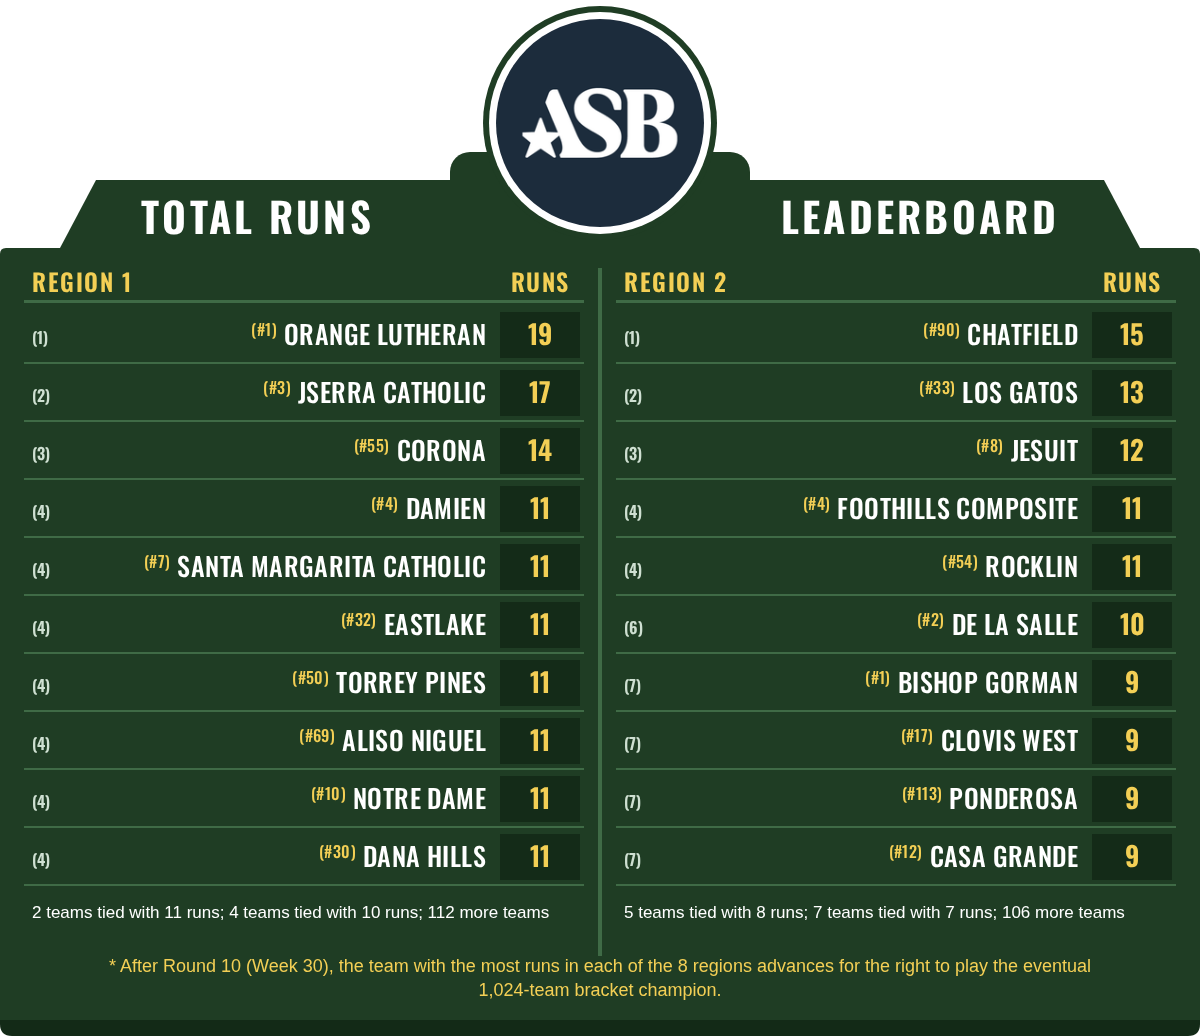 ASB
TOTAL RUNS
LEADERBOARD
REGION 1 RUNS
(1) (#1) ORANGE LUTHERAN 19
(2) (#3) JSERRA CATHOLIC 17
(3) (#55) CORONA 14
(4) (#4) DAMIEN 11
(4) (#7) SANTA MARGARITA CATHOLIC 11
(4) (#32) EASTLAKE 11
(4) (#50) TORREY PINES 11
(4) (#69) ALISO NIGUEL 11
(4) (#10) NOTRE DAME 11
(4) (#30) DANA HILLS 11
2 teams tied with 11 runs; 4 teams tied with 10 runs; 112 more teams
REGION 2 RUNS
(1) (#90) CHATFIELD 15
(2) (#33) LOS GATOS 13
(3) (#8) JESUIT 12
(4) (#4) FOOTHILLS COMPOSITE 11
(4) (#54) ROCKLIN 11
(6) (#2) DE LA SALLE 10
(7) (#1) BISHOP GORMAN 9
(7) (#17) CLOVIS WEST 9
(7) (#113) PONDEROSA 9
(7) (#12) CASA GRANDE 9
5 teams tied with 8 runs; 7 teams tied with 7 runs; 106 more teams
* After Round 10 (Week 30), the team with the most runs in each of the 8 regions advances for the right to play the eventual
1,024-team bracket champion.